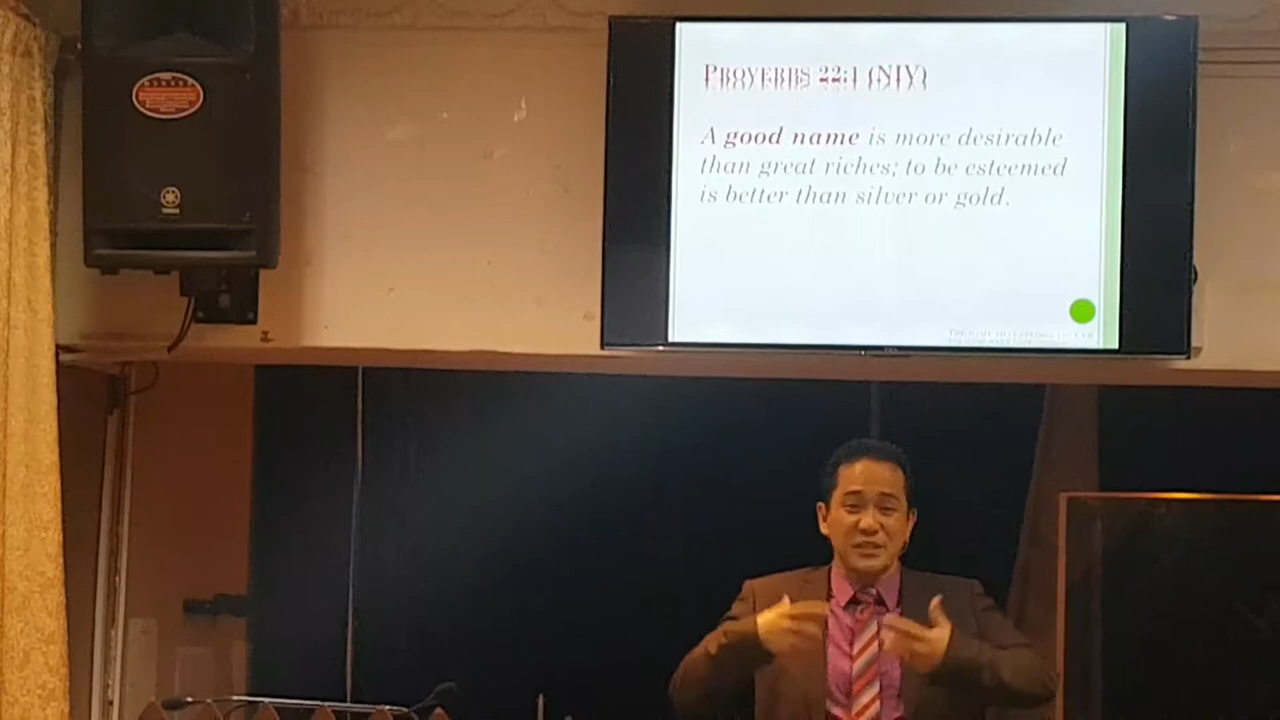 PROVERBS 22:1 (NIV)
A good name is more desirable
than great riches; to be esteemed
is better than silver or gold.
YAMAHA